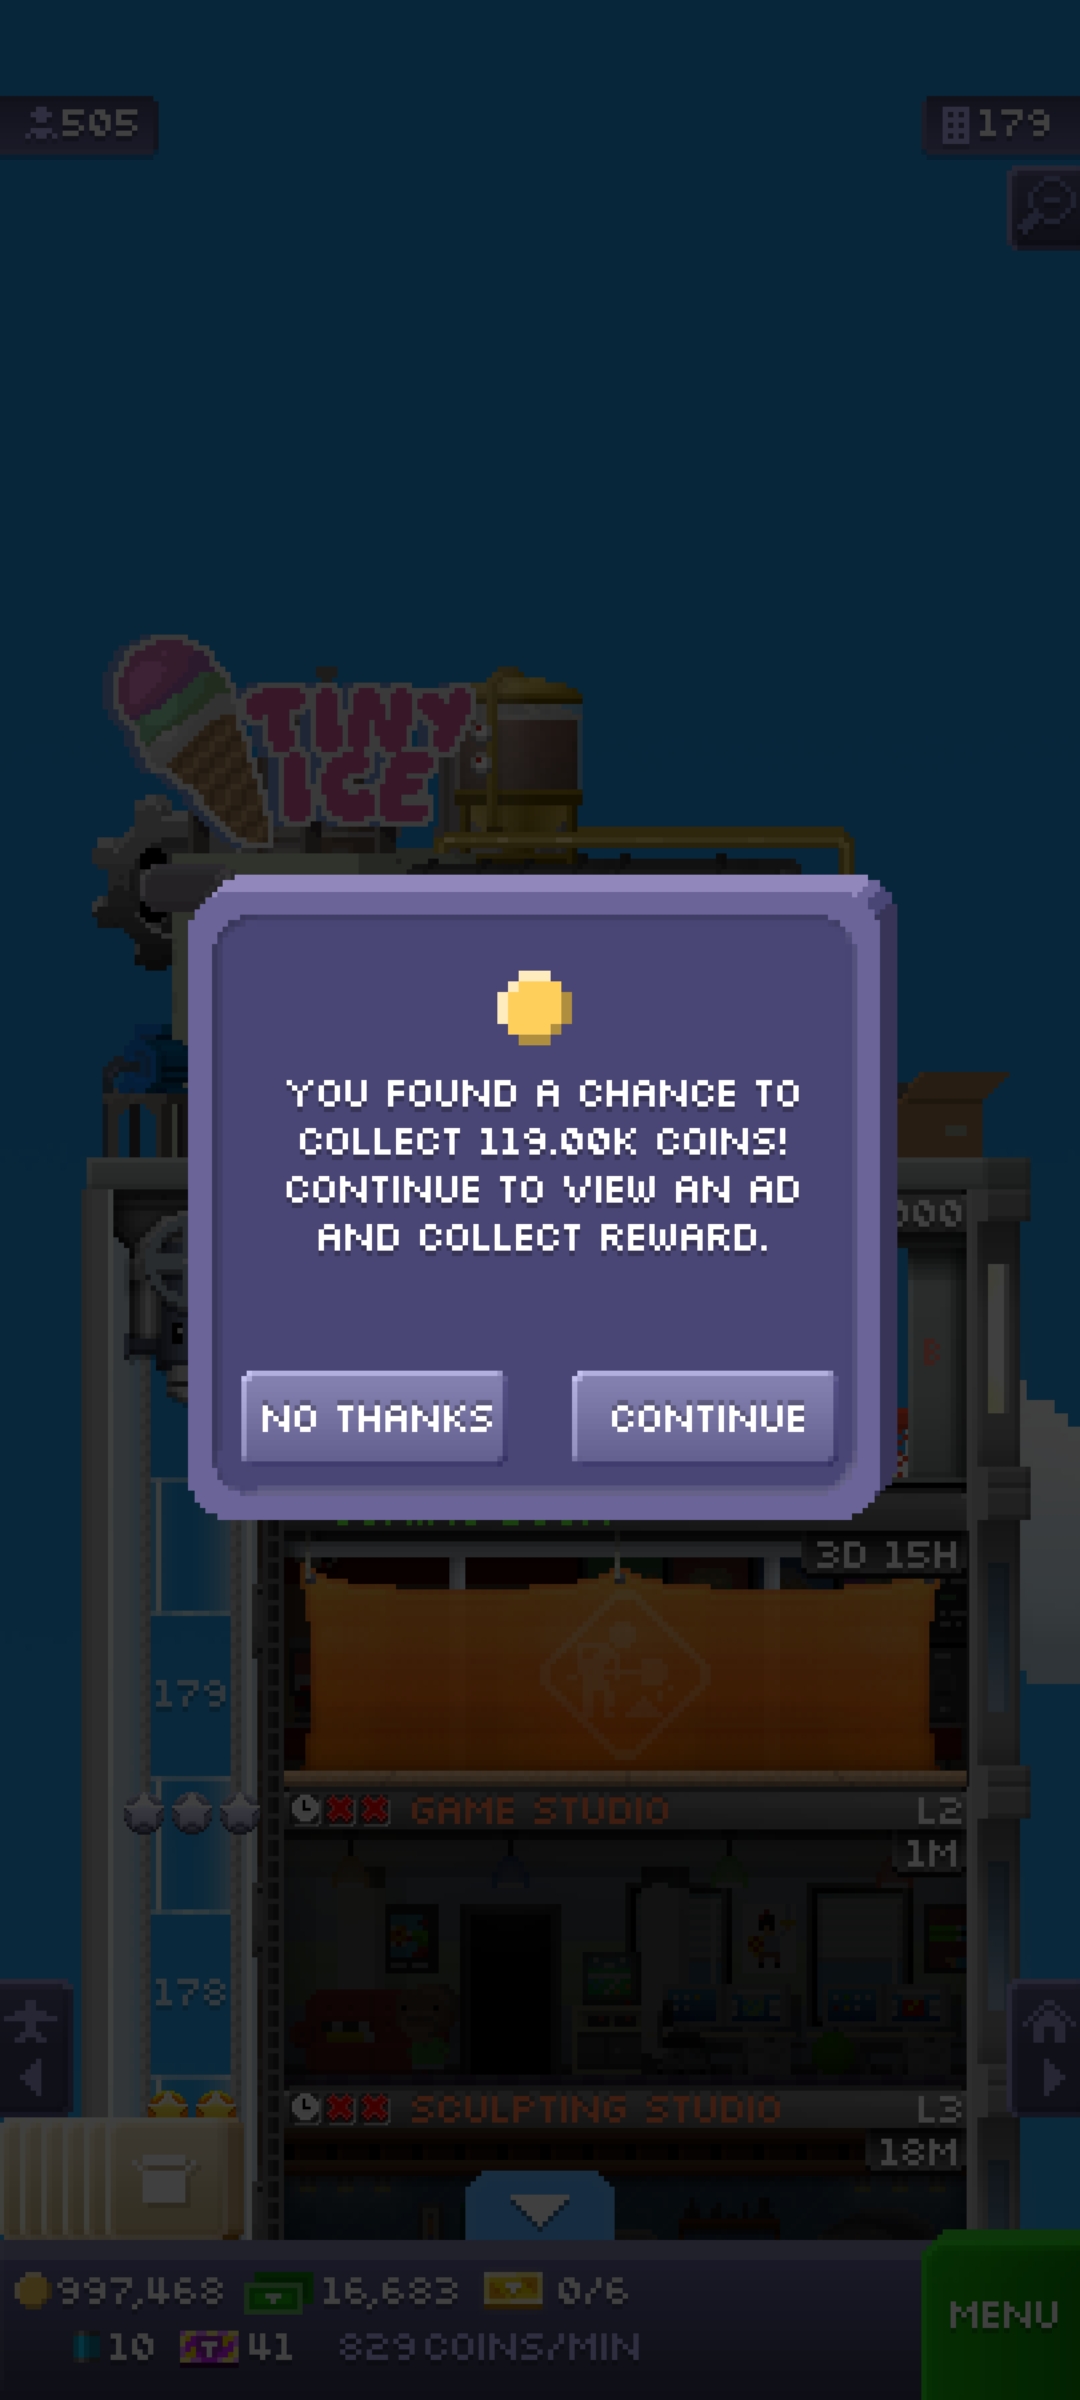 505
179
TINY
ICE
YOU FOUND A CHANCE TO
COLLECT 119.00K COINS!
CONTINUE TO VIEW AN AD
AND COLLECT REWARD.
NO THANKS
CONTINUE
B
3D 15H
179
GAME STUDIO
L2
1M
178
SCULPTING STUDIO
L3
18M
997,468
16,683
0/6
10
T
41
829 COINS/MIN
MENU